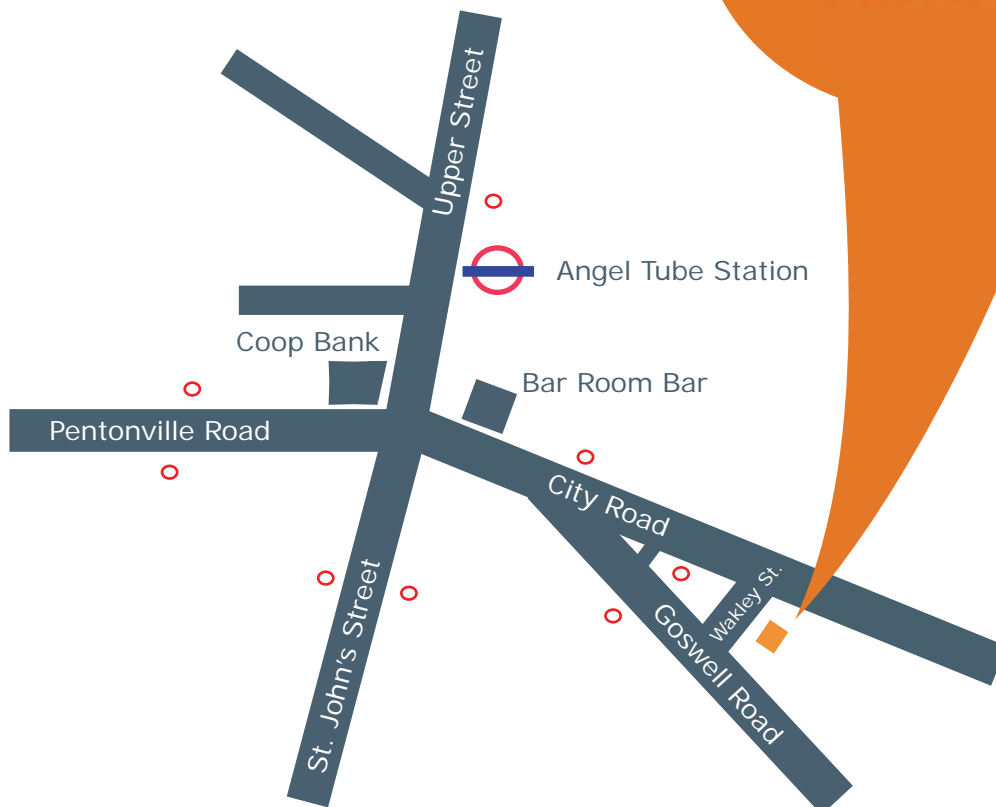 Upper Street
Angel Tube Station
Coop Bank
Bar Room Bar
Pentonville Road
City Road
Wakley St.
Goswell Road
St. John's Street